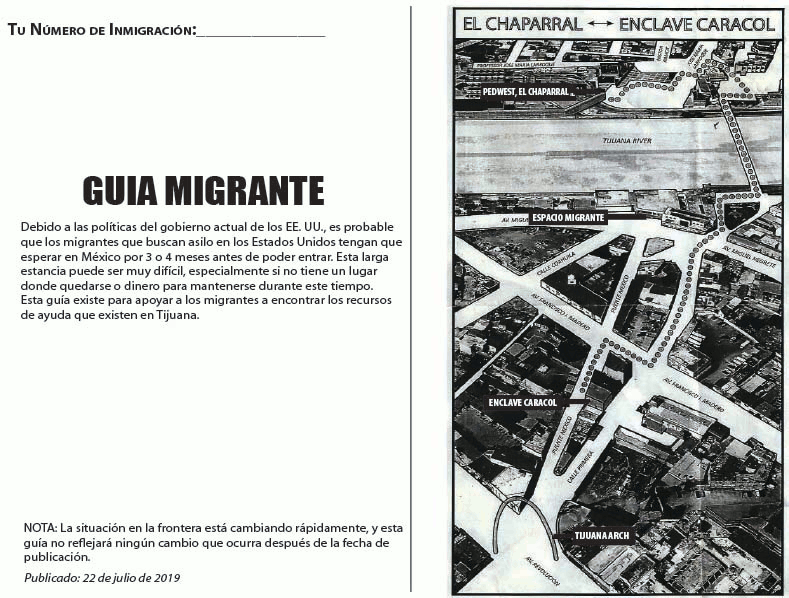 Tu Número de Inmigración:________________
GUIA MIGRANTE
Debido a las políticas del gobierno actual de los EE. UU., es probable
que los migrantes que buscan asilo en los Estados Unidos tengan que
esperar en México por 3 o 4 meses antes de poder entrar. Esta larga
estancia puede ser muy difícil, especialmente si no tiene un lugar
donde quedarse o dinero para mantenerse durante este tiempo.
Esta guía existe para apoyar a los migrantes a encontrar los recursos
de ayuda que existen en Tijuana.
NOTA: La situación en la frontera está cambiando rápidamente, y esta
guía no reflejará ningún cambio que ocurra después de la fecha de
publicación.
Publicado: 22 de julio de 2019
EL CHAPARRAL ↔ ENCLAVE CARACOL
PEDWEST, EL CHAPARRAL
TIJUANA RIVER
ESPACIO MIGRANTE
AV. MIGUEL NEGRETE
CALLE COAHUILA
PUENTE MEXICO
AV. FRANCISCO I. MADERO
AV. FRANCISCO I. MADERO
ENCLAVE CARACOL
PUENTE MEXICO
CALLE PRIMERA
TIJUANA ARCH
AV. REVOLUCION